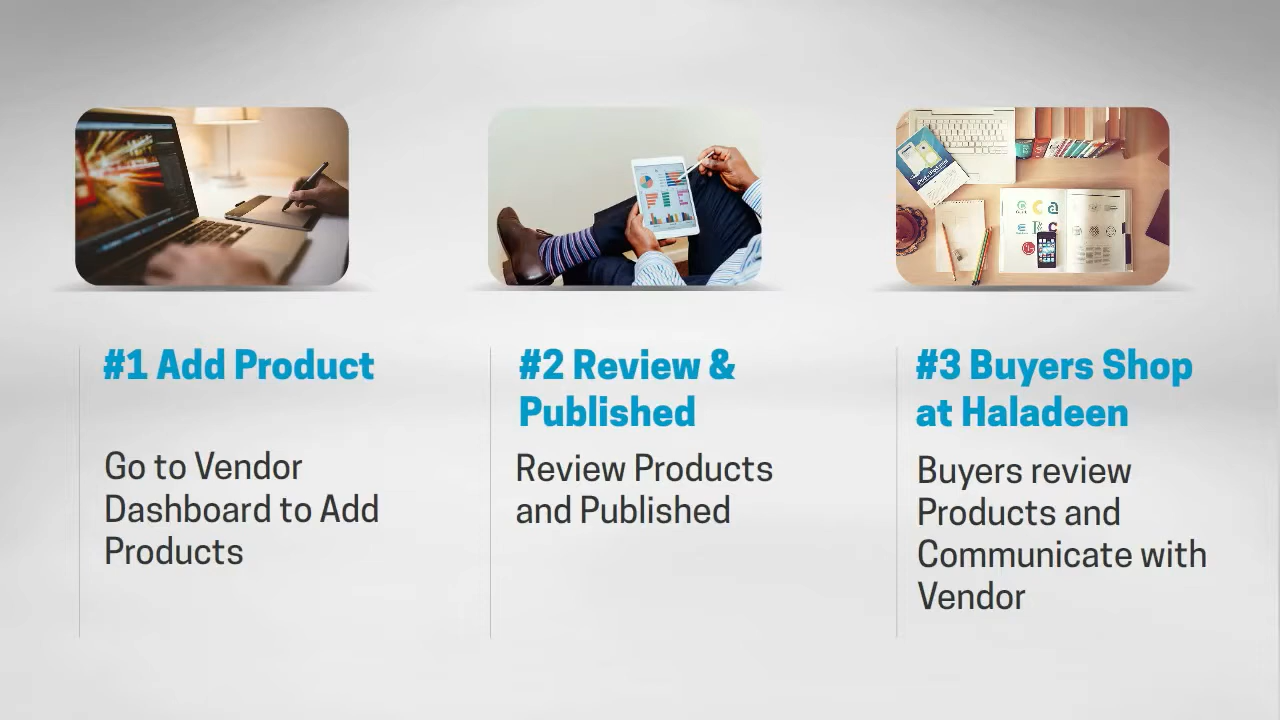 #1 Add Product
Go to Vendor
Dashboard to Add
Products
#2 Review &
Published
Review Products
and Published
#3 Buyers Shop
at Haladeen
Buyers review
Products and
Communicate with
Vendor